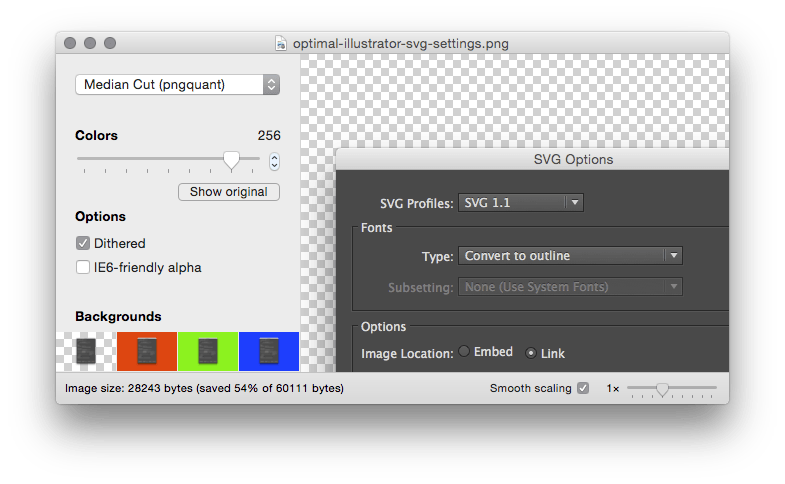 optimal-illustrator-svg-settings.png
Median Cut (pngquant)
Colors 256
Show original
Options
Dithered
IE6-friendly alpha
Backgrounds
SVG Options
SVG Profiles: SVG 1.1
Fonts
Type: Convert to outline
Subsetting: None (Use System Fonts)
Options
Image Location: Embed Link
Image size: 28243 bytes (saved 54% of 60111 bytes) Smooth scaling 1×